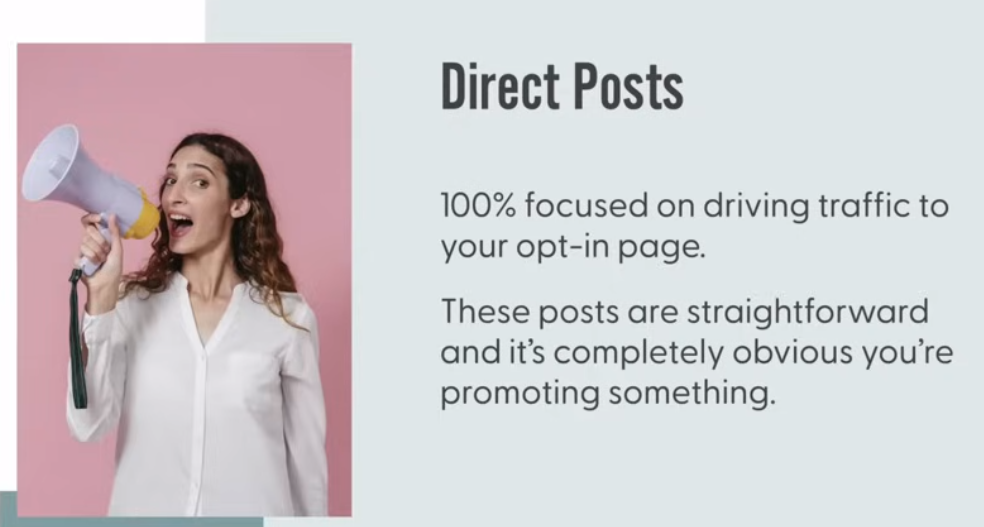 Direct Posts
100% focused on driving traffic to
your opt-in page.
These posts are straightforward
and it's completely obvious you're
promoting something.